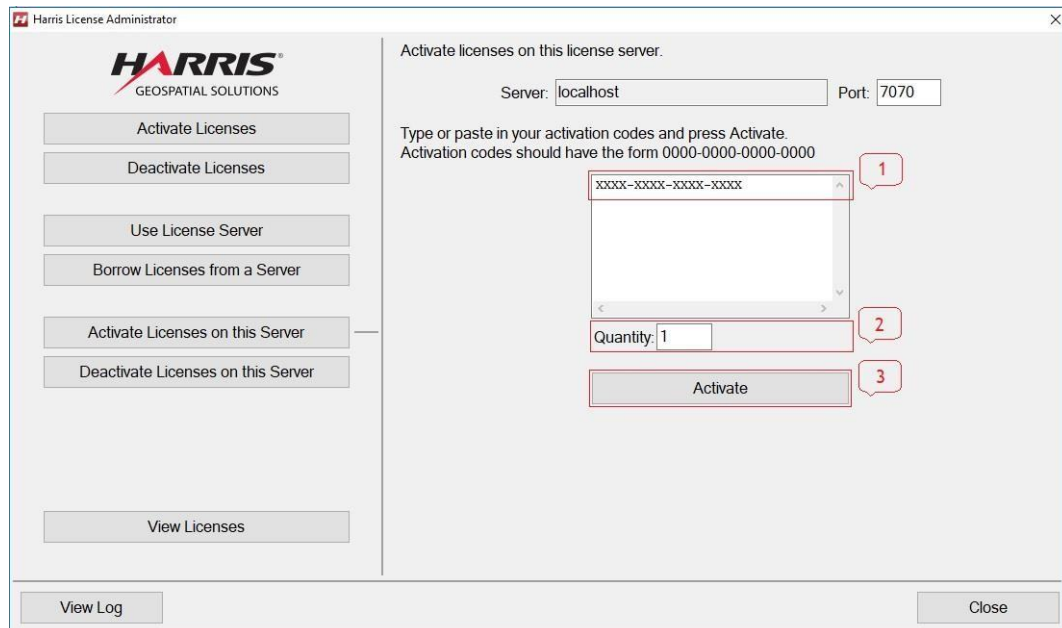 Harris License Administrator
HARRIS®
GEOSPATIAL SOLUTIONS
Activate Licenses
Deactivate Licenses
Use License Server
Borrow Licenses from a Server
Activate Licenses on this Server
Deactivate Licenses on this Server
View Licenses
View Log
Activate licenses on this license server.
Server: localhost Port: 7070
Type or paste in your activation codes and press Activate.
Activation codes should have the form 0000-0000-0000-0000
1
XXXX-XXXX-XXXX-XXXX
Quantity: 1
2
Activate
3
Close